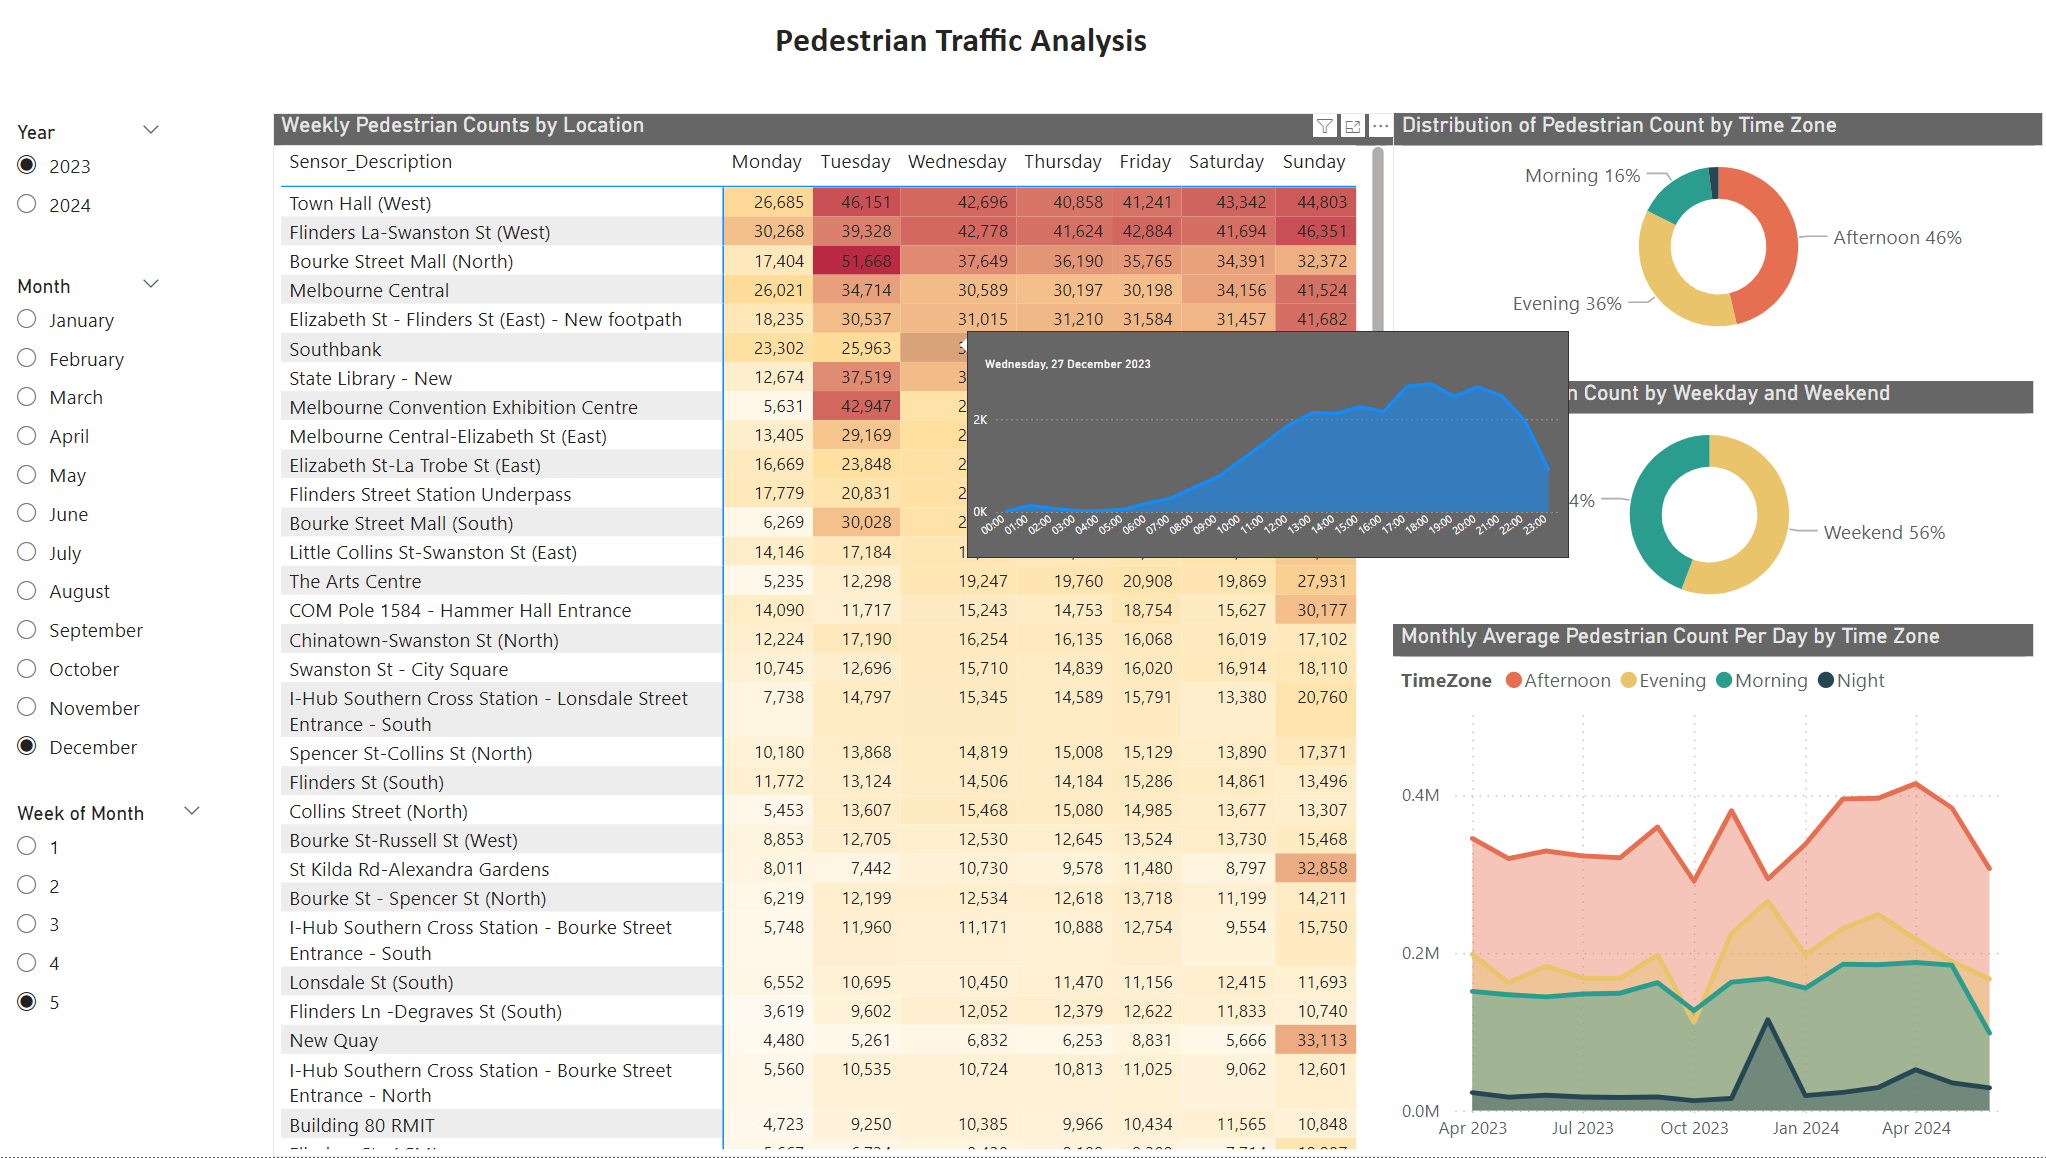 Pedestrian Traffic Analysis
Year
2023
2024
Month
January
February
March
April
May
June
July
August
September
October
November
December
Week of Month
1
2
3
4
5
Weekly Pedestrian Counts by Location
Sensor_Description Monday Tuesday Wednesday Thursday Friday Saturday Sunday
Town Hall (West) 26,685 46,151 42,696 40,858 41,241 43,342 44,803
Flinders La-Swanston St (West) 30,268 39,328 42,778 41,624 42,884 41,694 46,351
Bourke Street Mall (North) 17,404 51,668 37,649 36,190 35,765 34,391 32,372
Melbourne Central 26,021 34,714 30,589 30,197 30,198 34,156 41,524
Elizabeth St - Flinders St (East) - New footpath 18,235 30,537 31,015 31,210 31,584 31,457 41,682
Southbank 23,302 25,963
State Library - New 12,674 37,519
Melbourne Convention Exhibition Centre 5,631 42,947
Melbourne Central-Elizabeth St (East) 13,405 29,169
Elizabeth St-La Trobe St (East) 16,669 23,848
Flinders Street Station Underpass 17,779 20,831
Bourke Street Mall (South) 6,269 30,028
Little Collins St-Swanston St (East) 14,146 17,184
The Arts Centre 5,235 12,298 19,247 19,760 20,908 19,869 27,931
COM Pole 1584 - Hammer Hall Entrance 14,090 11,717 15,243 14,753 18,754 15,627 30,177
Chinatown-Swanston St (North) 12,224 17,190 16,254 16,135 16,068 16,019 17,102
Swanston St - City Square 10,745 12,696 15,710 14,839 16,020 16,914 18,110
I-Hub Southern Cross Station - Lonsdale Street 7,738 14,797 15,345 14,589 15,791 13,380 20,760
Entrance - South
Spencer St-Collins St (North) 10,180 13,868 14,819 15,008 15,129 13,890 17,371
Flinders St (South) 11,772 13,124 14,506 14,184 15,286 14,861 13,496
Collins Street (North) 5,453 13,607 15,468 15,080 14,985 13,677 13,307
Bourke St-Russell St (West) 8,853 12,705 12,530 12,645 13,524 13,730 15,468
St Kilda Rd-Alexandra Gardens 8,011 7,442 10,730 9,578 11,480 8,797 32,858
Bourke St - Spencer St (North) 6,219 12,199 12,534 12,618 13,718 11,199 14,211
I-Hub Southern Cross Station - Bourke Street 5,748 11,960 11,171 10,888 12,754 9,554 15,750
Entrance - South
Lonsdale St (South) 6,552 10,695 10,450 11,470 11,156 12,415 11,693
Flinders Ln -Degraves St (South) 3,619 9,602 12,052 12,379 12,622 11,833 10,740
New Quay 4,480 5,261 6,832 6,253 8,831 5,666 33,113
I-Hub Southern Cross Station - Bourke Street 5,560 10,535 10,724 10,813 11,025 9,062 12,601
Entrance - North
Building 80 RMIT 4,723 9,250 10,385 9,966 10,434 11,565 10,848
Wednesday, 27 December 2023
2K
0K
00:00 01:00 02:00 03:00 04:00 05:00 06:00 07:00 08:00 09:00 10:00 11:00 12:00 13:00 14:00 15:00 16:00 17:00 18:00 19:00 20:00 21:00 22:00 23:00
Distribution of Pedestrian Count by Time Zone
Morning 16%
Afternoon 46%
Evening 36%
n Count by Weekday and Weekend
4%
Weekend 56%
Monthly Average Pedestrian Count Per Day by Time Zone
TimeZone Afternoon Evening Morning Night
0.4M
0.2M
0.0M
Apr 2023 Jul 2023 Oct 2023 Jan 2024 Apr 2024